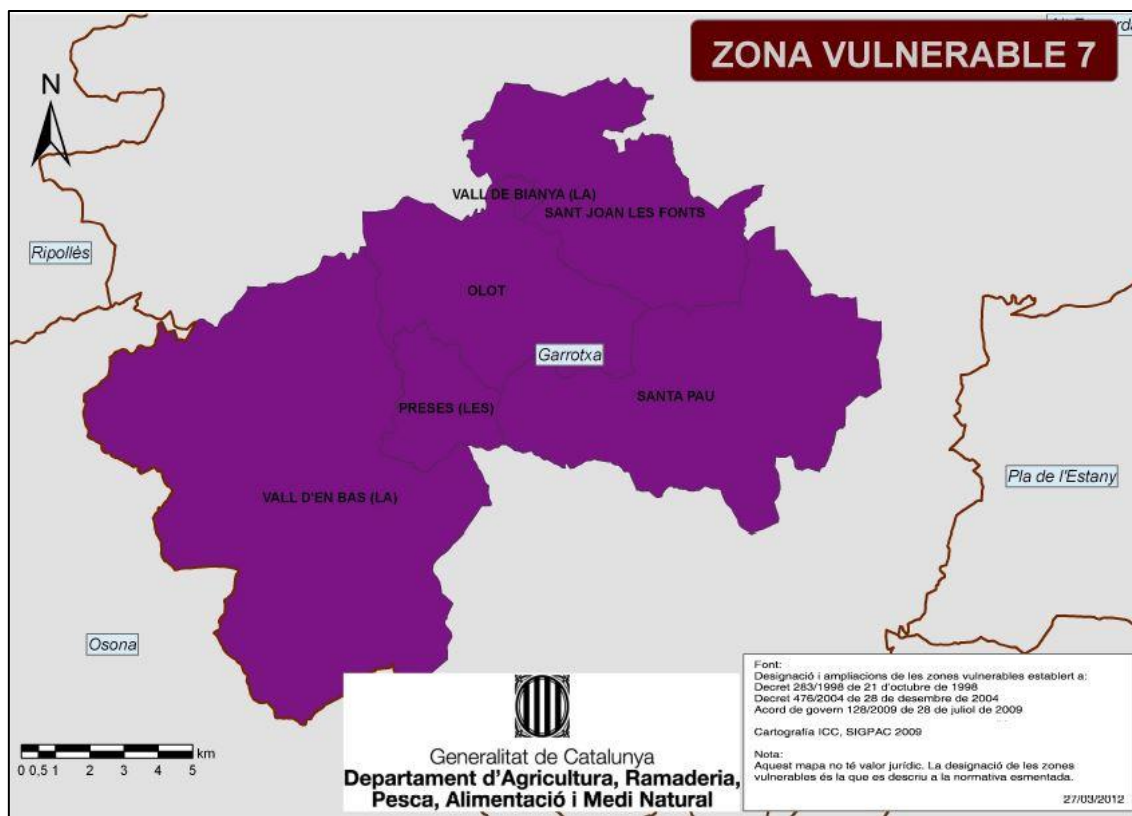 ZONA VULNERABLE 7
N
VALL DE BIANYA (LA)
SANT JOAN LES FONTS
Ripollès
OLOT
Garrotxa
SANTA PAU
PRESES (LES)
Pla de l'Estany
VALL D'EN BAS (LA)
Osona
0 0,5 1 2 3 4 5
km
Generalitat de Catalunya
Departament d'Agricultura, Ramaderia,
Pesca, Alimentació i Medi Natural
Font:
Designació i ampliacions de les zones vulnerables establert a:
Decret 283/1998 de 21 d'octubre de 1998
Decret 476/2004 de 28 de desembre de 2004
Acord de govern 128/2009 de 28 de juliol de 2009
Cartografía ICC, SIGPAC 2009
Nota:
Aquest mapa no té valor jurídic. La designació de les zones
vulnerables és la que es descriu a la normativa esmentada.
27/03/2012